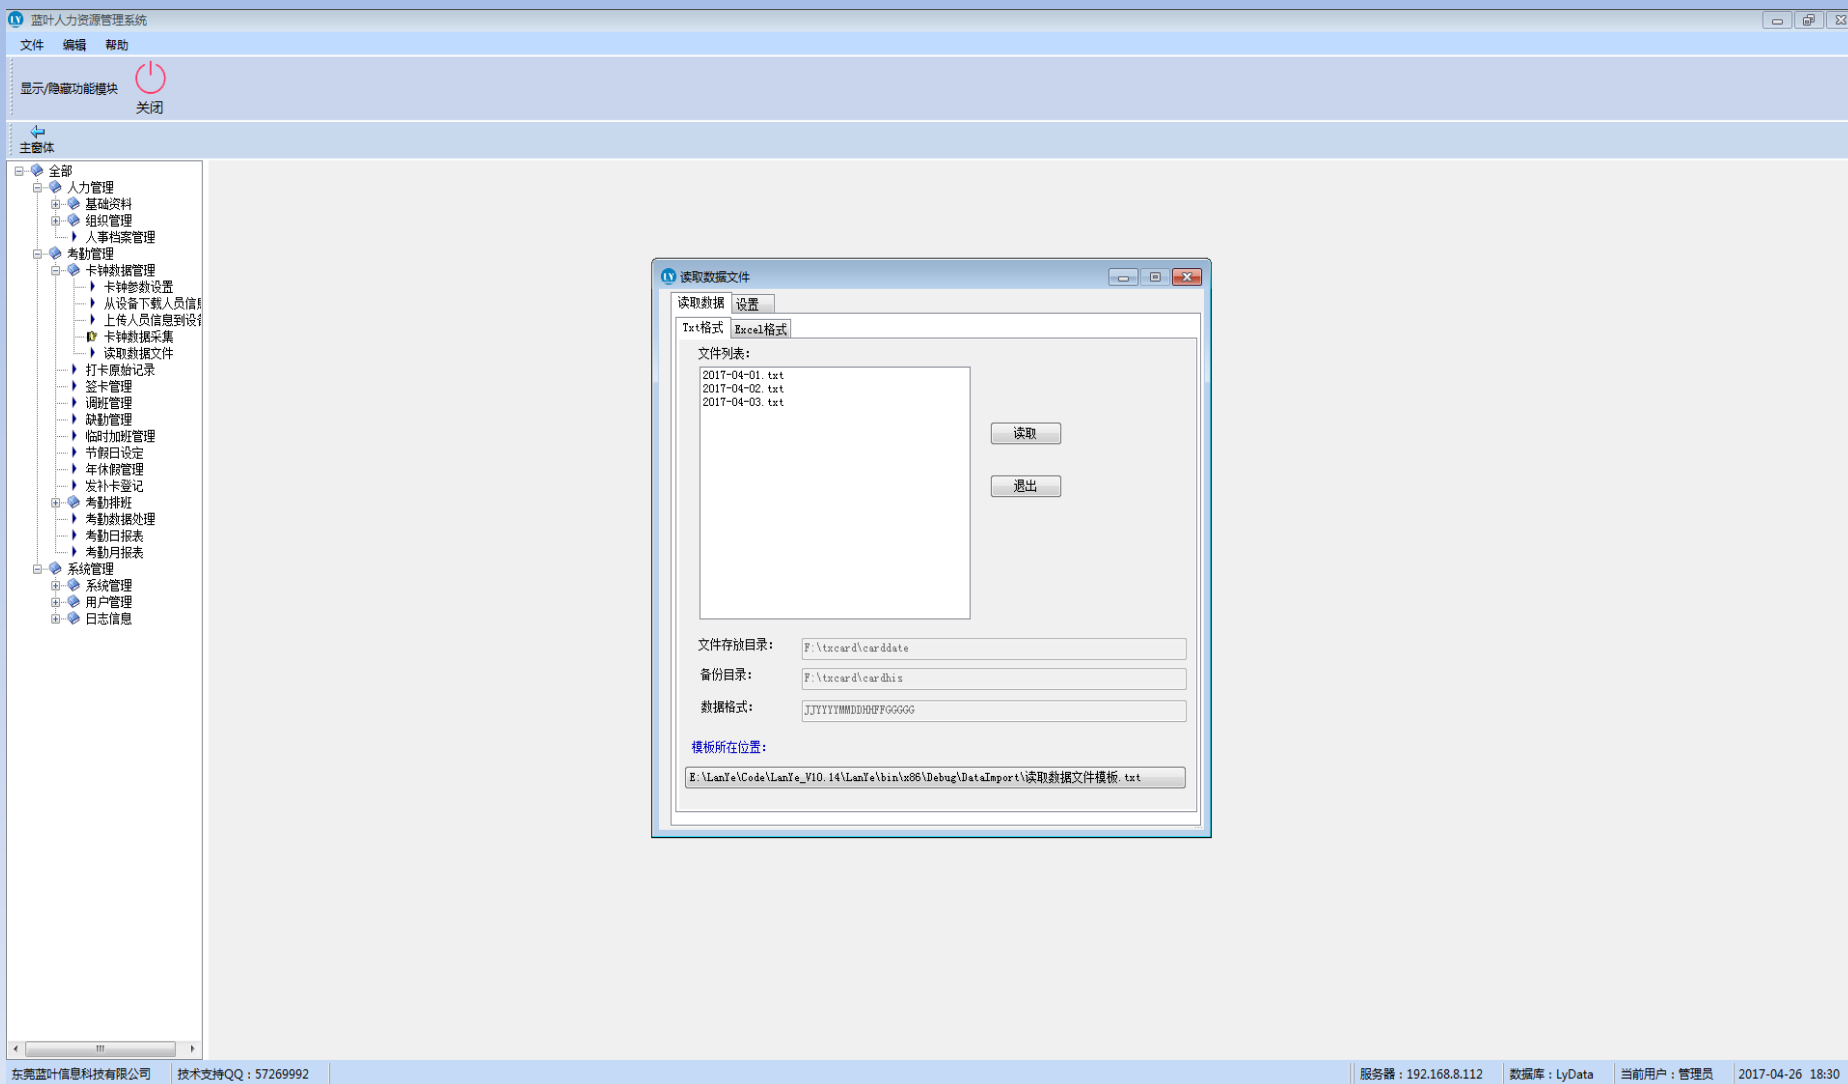 蓝叶人力资源管理系统
文件 编辑 帮助
显示/隐藏功能模块
关闭
主窗体
全部
人力管理
基础资料
组织管理
人事档案管理
考勤管理
卡钟数据管理
卡钟参数设置
从设备下载人员信息
上传人员信息到设备
卡钟数据采集
读取数据文件
打卡原始记录
签卡管理
调班管理
缺勤管理
临时加班管理
节假日设定
年休假管理
发补卡登记
考勤排班
考勤数据处理
考勤日报表
考勤月报表
系统管理
系统管理
用户管理
日志信息
读取数据文件
读取数据 设置
Txt格式 Excel格式
文件列表：
2017-04-01.txt
2017-04-02.txt
2017-04-03.txt
读取
退出
文件存放目录： F:\txcard\carddate
备份目录： F:\txcard\cardhis
数据格式： JJYYYYMMDDHHFFGGGGG
模板所在位置：
E:\LanYe\Code\LanYe_V10.14\LanYe\bin\x86\Debug\DataImport\读取数据文件模板.txt
东莞蓝叶信息科技有限公司 技术支持QQ：57269992 服务器：192.168.8.112 数据库：LyData 当前用户：管理员 2017-04-26 18:30